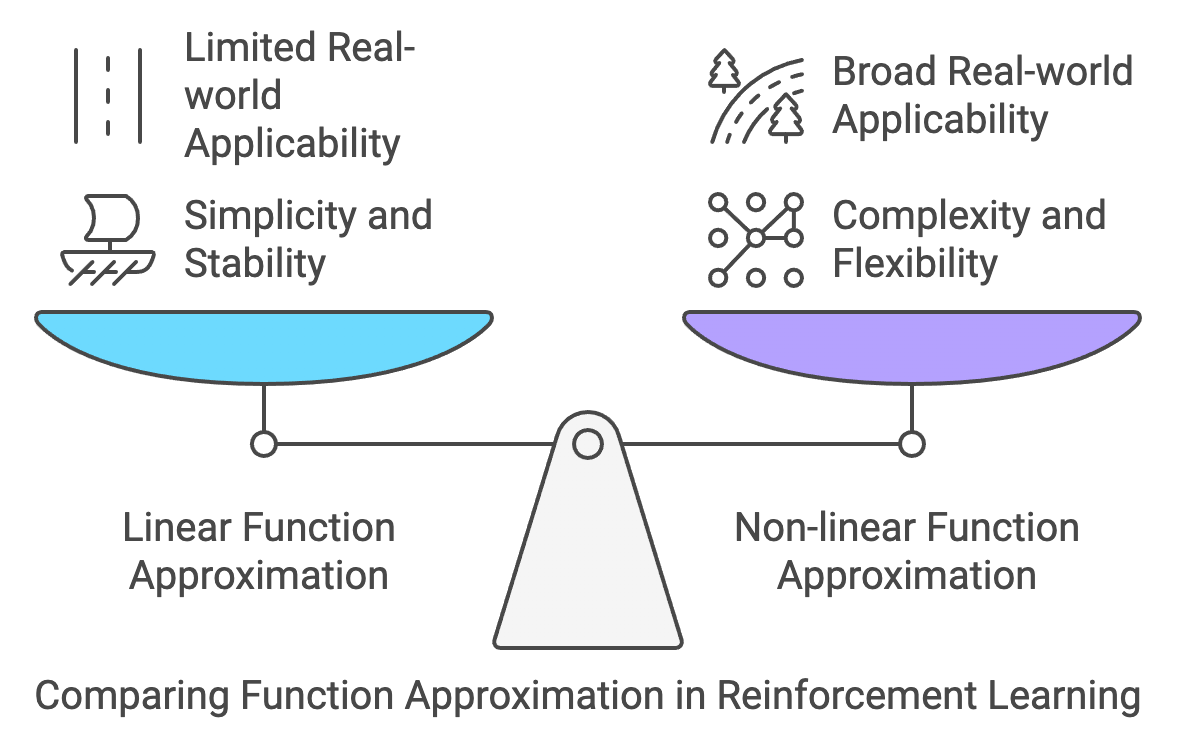 Limited Real-
world
Applicability
Simplicity and
Stability
Broad Real-world
Applicability
Complexity and
Flexibility
Linear Function
Approximation
Non-linear Function
Approximation
Comparing Function Approximation in Reinforcement Learning